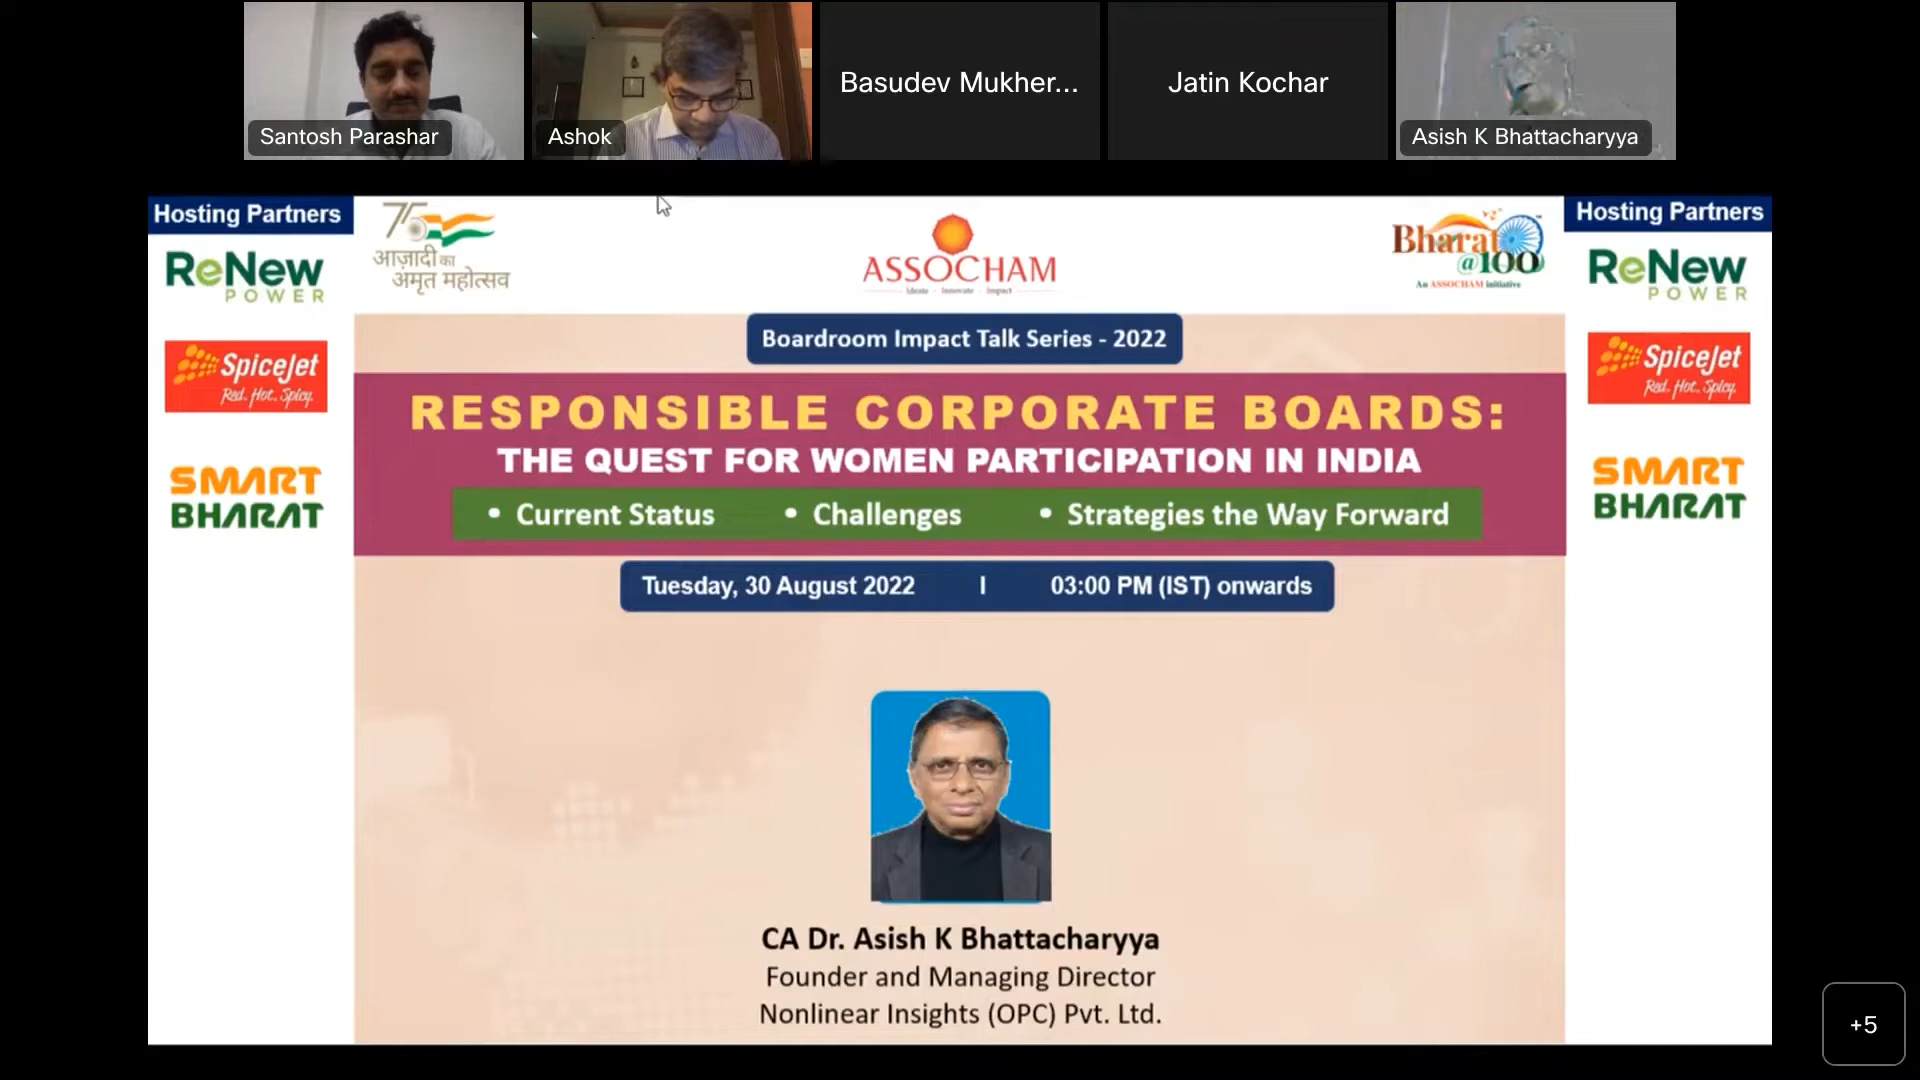 Santosh Parashar
Ashok
Basudev Mukher...
Jatin Kochar
Asish K Bhattacharyya
Hosting Partners
ReNew
POWER
SpiceJet
Red. Hot. Spicy.
SMART
BHARAT
75
आज़ादी का
अमृत महोत्सव
ASSOCHAM
Ideate · Innovate · Impact
Bharat
@100
An ASSOCHAM initiative
Hosting Partners
ReNew
POWER
SpiceJet
Red. Hot. Spicy.
SMART
BHARAT
Boardroom Impact Talk Series - 2022
RESPONSIBLE CORPORATE BOARDS:
THE QUEST FOR WOMEN PARTICIPATION IN INDIA
• Current Status • Challenges • Strategies the Way Forward
Tuesday, 30 August 2022 I 03:00 PM (IST) onwards
CA Dr. Asish K Bhattacharyya
Founder and Managing Director
Nonlinear Insights (OPC) Pvt. Ltd.
+5